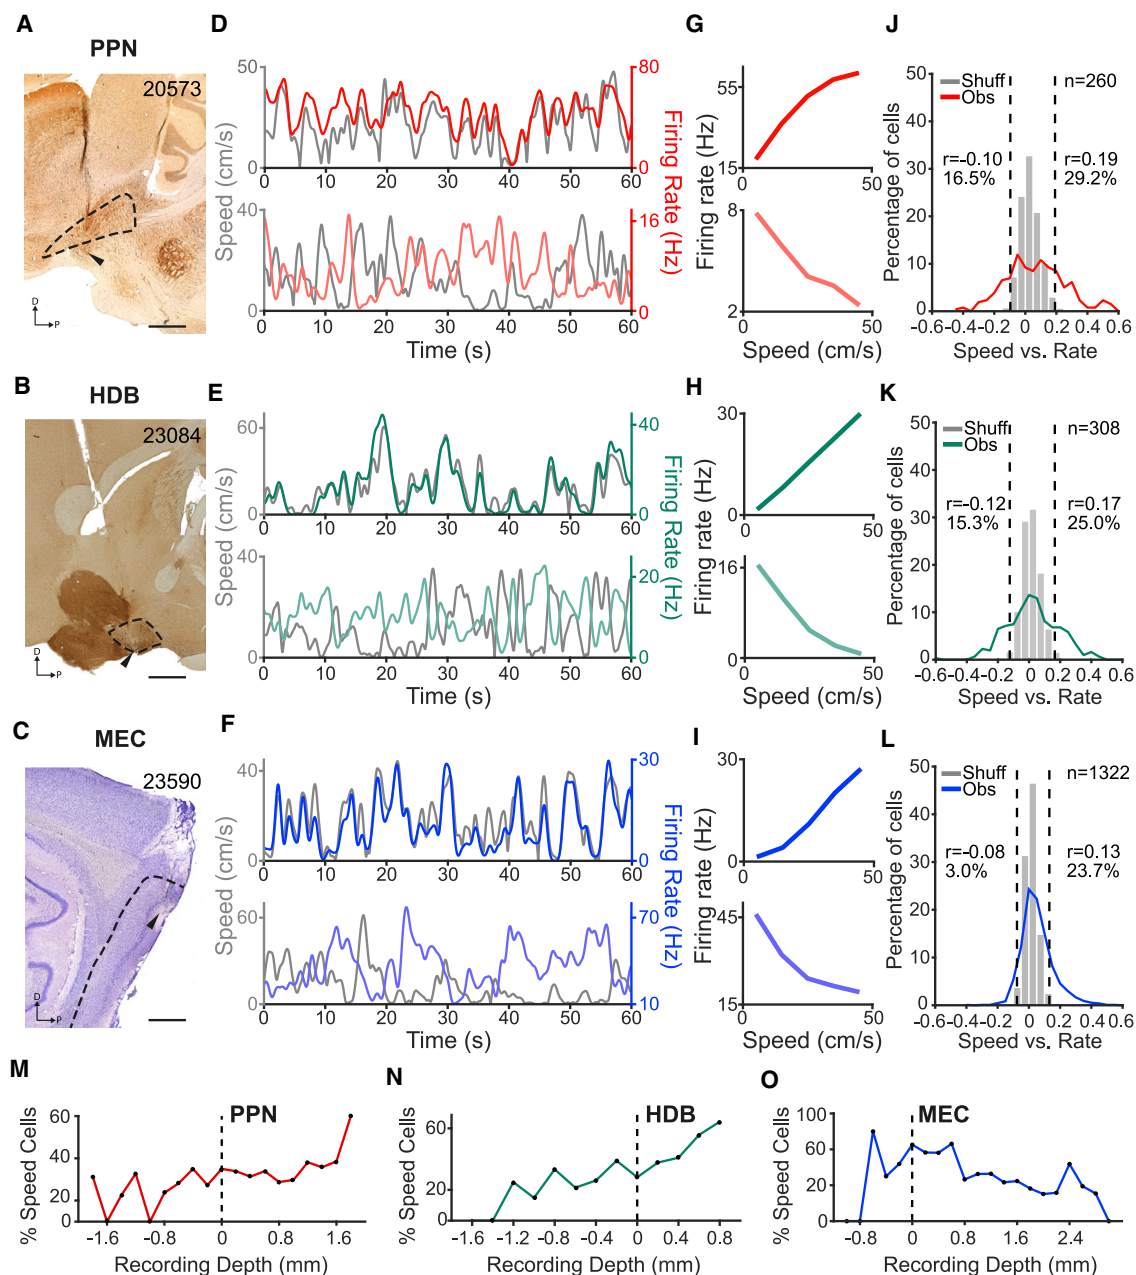 A
PPN
20573
D
P
B
HDB
23084
D
P
C
MEC
23590
D
P
D
Speed (cm/s)
50
0
0 10 20 30 40 50 60
80
0
Firing Rate (Hz)
40
0
0 10 20 30 40 50 60
16
0
Time (s)
E
Speed (cm/s)
60
0
0 10 20 30 40 50 60
40
0
Firing Rate (Hz)
40
0
0 10 20 30 40 50 60
20
0
Time (s)
F
Speed (cm/s)
40
0
0 10 20 30 40 50 60
30
0
Firing Rate (Hz)
60
0
0 10 20 30 40 50 60
70
10
Time (s)
G
Firing rate (Hz)
55
15
8
2
0 50
Speed (cm/s)
H
Firing rate (Hz)
30
0
16
0
0 50
Speed (cm/s)
I
Firing rate (Hz)
30
0
45
15
0 50
Speed (cm/s)
J
Percentage of cells
50
40
30
20
10
0
Shuff
Obs
n=260
r=-0.10
16.5%
r=0.19
29.2%
-0.6 -0.4 -0.2 0 0.2 0.4 0.6
Speed vs. Rate
K
Percentage of cells
50
40
30
20
10
0
Shuff
Obs
n=308
r=-0.12
15.3%
r=0.17
25.0%
-0.6 -0.4 -0.2 0 0.2 0.4 0.6
Speed vs. Rate
L
Percentage of cells
50
40
30
20
10
0
Shuff
Obs
n=1322
r=-0.08
3.0%
r=0.13
23.7%
-0.6 -0.4 -0.2 0 0.2 0.4 0.6
Speed vs. Rate
M
PPN
% Speed Cells
60
40
20
0
-1.6 -0.8 0 0.8 1.6
Recording Depth (mm)
N
HDB
% Speed Cells
60
20
0
-1.6 -1.2 -0.8 -0.4 0 0.4 0.8
Recording Depth (mm)
O
MEC
% Speed Cells
100
60
20
0
-0.8 0 0.8 1.6 2.4
Recording Depth (mm)